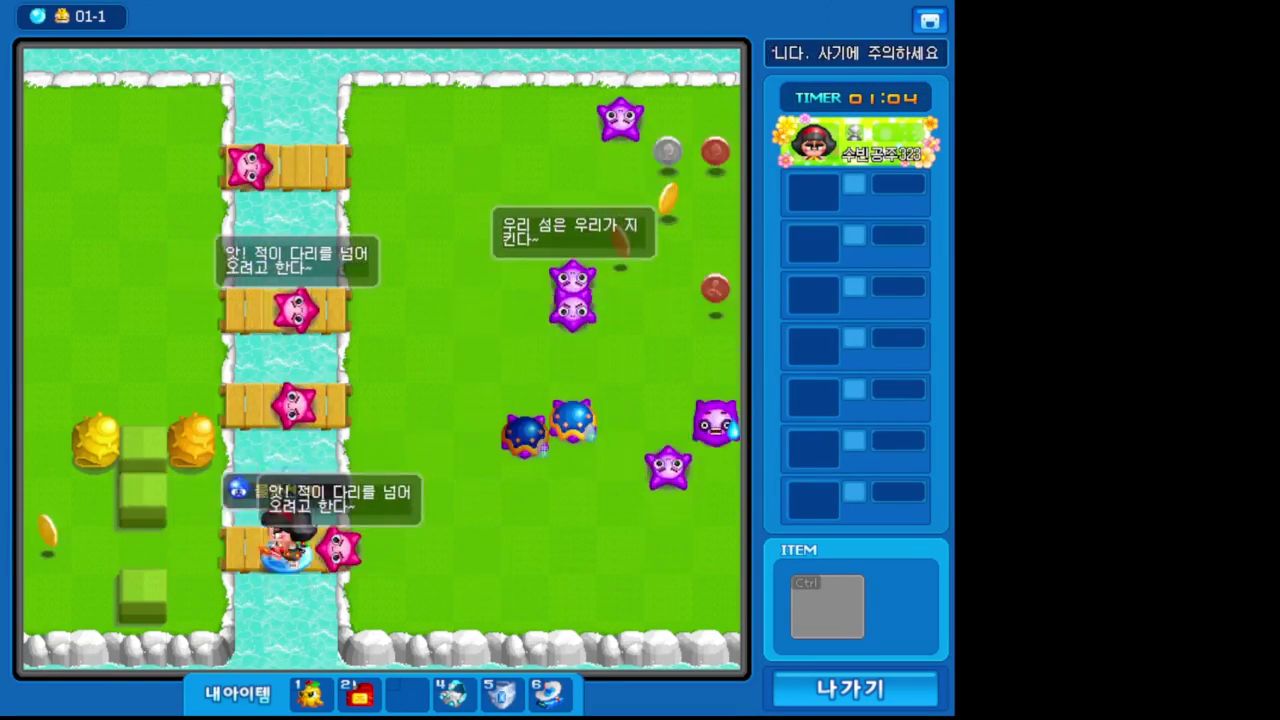 01-1
니다. 사기에 주의하세요
TIMER 01:04
수빈공주323
앗! 적이 다리를 넘어
오려고 한다~
우리 섬은 우리가 지
킨다~
앗! 적이 다리를 넘어
오려고 한다~
ITEM
Ctrl
나가기
내아이템
1
2
4
5
6